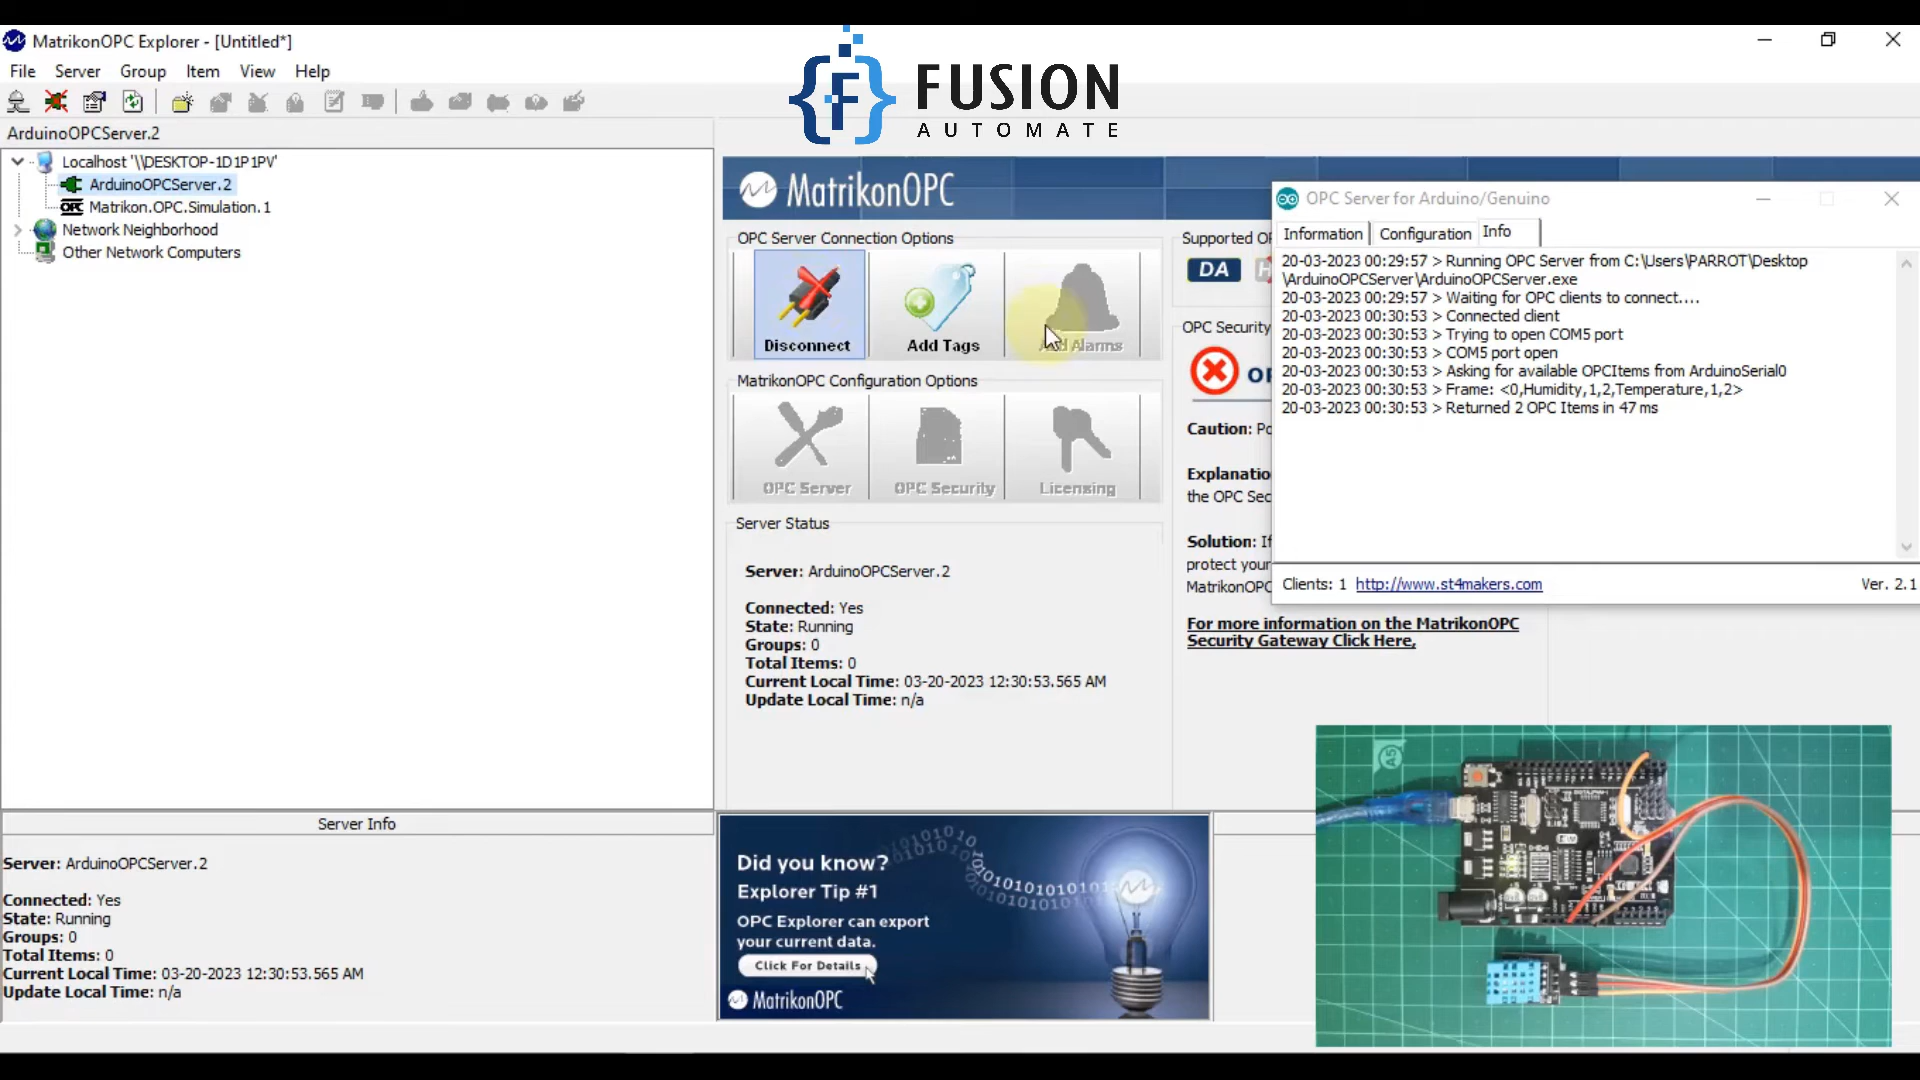 MatrikonOPC Explorer - [Untitled*]
FUSION
AUTOMATE
File Server Group Item View Help
ArduinoOPCServer.2
Localhost '\\DESKTOP-1D1P1PV'
ArduinoOPCServer.2
Matrikon.OPC.Simulation.1
Network Neighborhood
Other Network Computers
MatrikonOPC
OPC Server Connection Options
Disconnect
Add Tags
Alarms
MatrikonOPC Configuration Options
OPC Server
OPC Security
Licensing
Server Status
Server: ArduinoOPCServer.2
Connected: Yes
State: Running
Groups: 0
Total Items: 0
Current Local Time: 03-20-2023 12:30:53.565 AM
Update Local Time: n/a
Supported
DA
OPC Security
Caution:
the OPC
Solution:
protect your
For more information on the MatrikonOPC
Security Gateway Click Here,
OPC Server for Arduino/Genuino
Information Configuration Info
20-03-2023 00:29:57 > Running OPC Server from C:\Users\PARROT\Desktop
\ArduinoOPCServer\ArduinoOPCServer.exe
20-03-2023 00:29:57 > Waiting for OPC clients to connect....
20-03-2023 00:30:53 > Connected client
20-03-2023 00:30:53 > Trying to open COM5 port
20-03-2023 00:30:53 > COM5 port open
20-03-2023 00:30:53 > Asking for available OPCItems from ArduinoSerial0
20-03-2023 00:30:53 > Frame: <0,Humidity,1,2,Temperature,1,2>
20-03-2023 00:30:53 > Returned 2 OPC Items in 47 ms
Clients: 1 http://www.st4makers.com Ver. 2.1
Server Info
Server: ArduinoOPCServer.2
Connected: Yes
State: Running
Groups: 0
Total Items: 0
Current Local Time: 03-20-2023 12:30:53.565 AM
Update Local Time: n/a
Did you know?
Explorer Tip #1
OPC Explorer can export
your current data.
Click For Details
MatrikonOPC
A5